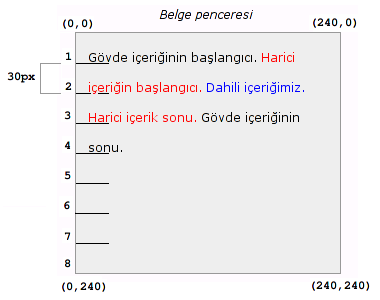 Belge penceresi
(0,0) (240,0)
1 Gövde içeriğinin başlangıcı. Harici
30px
2 içeriğin başlangıcı. Dahili içeriğimiz.
3 Harici içerik sonu. Gövde içeriğinin
4 sonu.
5
6
7
8
(0,240) (240,240)